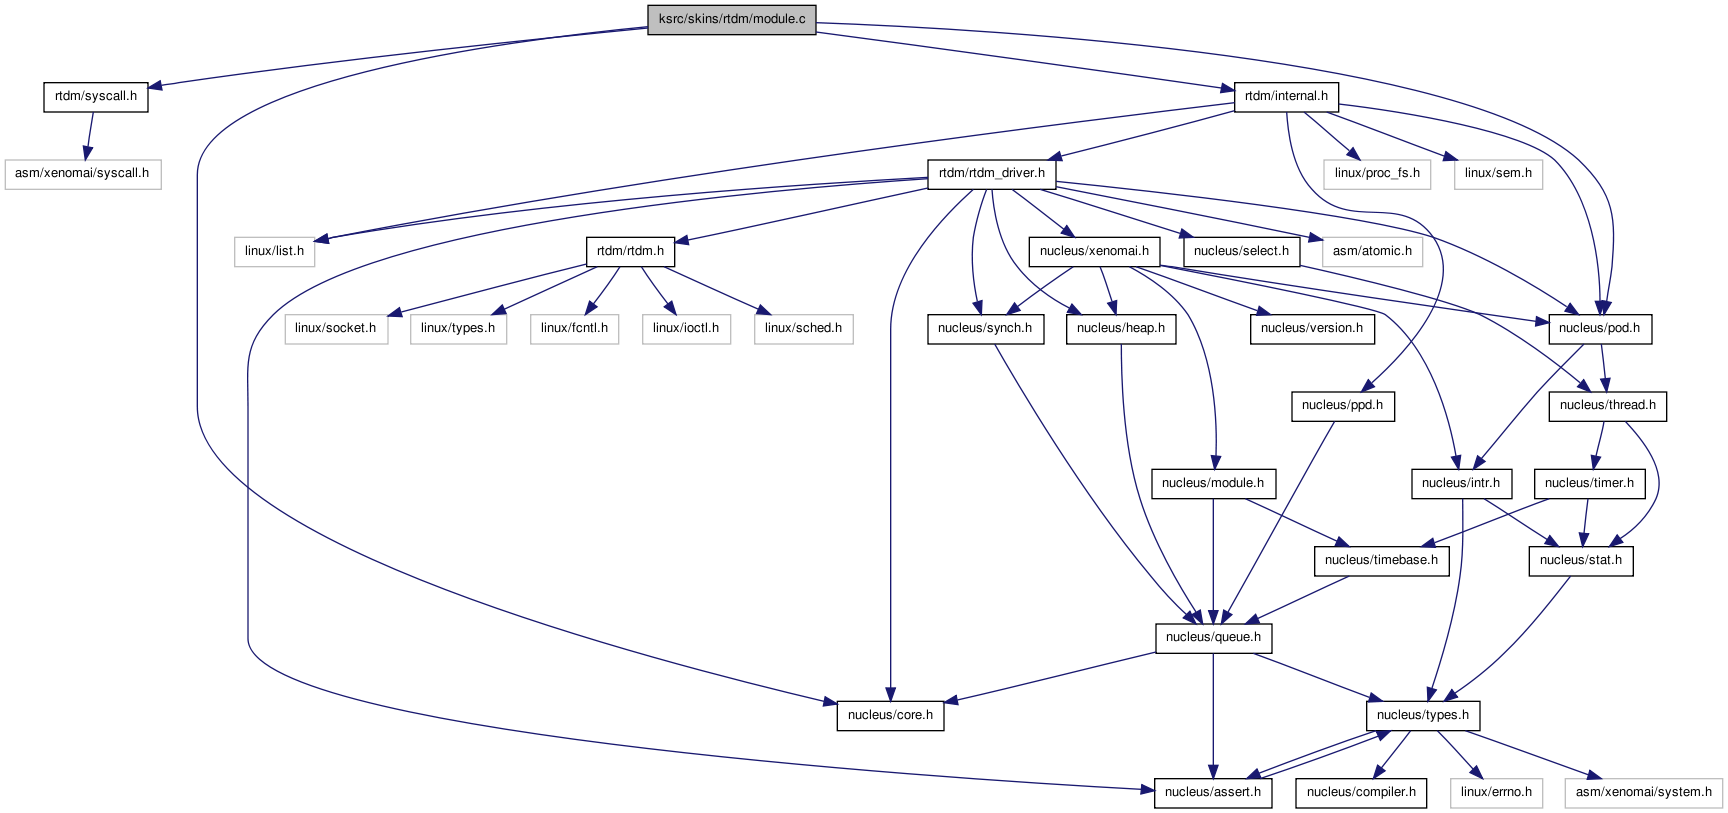 ksrc/skins/rtdm/module.c
rtdm/syscall.h
rtdm/internal.h
asm/xenomai/syscall.h
rtdm/rtdm_driver.h
linux/proc_fs.h
linux/sem.h
linux/list.h
rtdm/rtdm.h
nucleus/xenomai.h
nucleus/select.h
asm/atomic.h
linux/socket.h
linux/types.h
linux/fcntl.h
linux/ioctl.h
linux/sched.h
nucleus/synch.h
nucleus/heap.h
nucleus/version.h
nucleus/pod.h
nucleus/ppd.h
nucleus/thread.h
nucleus/module.h
nucleus/intr.h
nucleus/timer.h
nucleus/timebase.h
nucleus/stat.h
nucleus/queue.h
nucleus/core.h
nucleus/types.h
nucleus/assert.h
nucleus/compiler.h
linux/errno.h
asm/xenomai/system.h